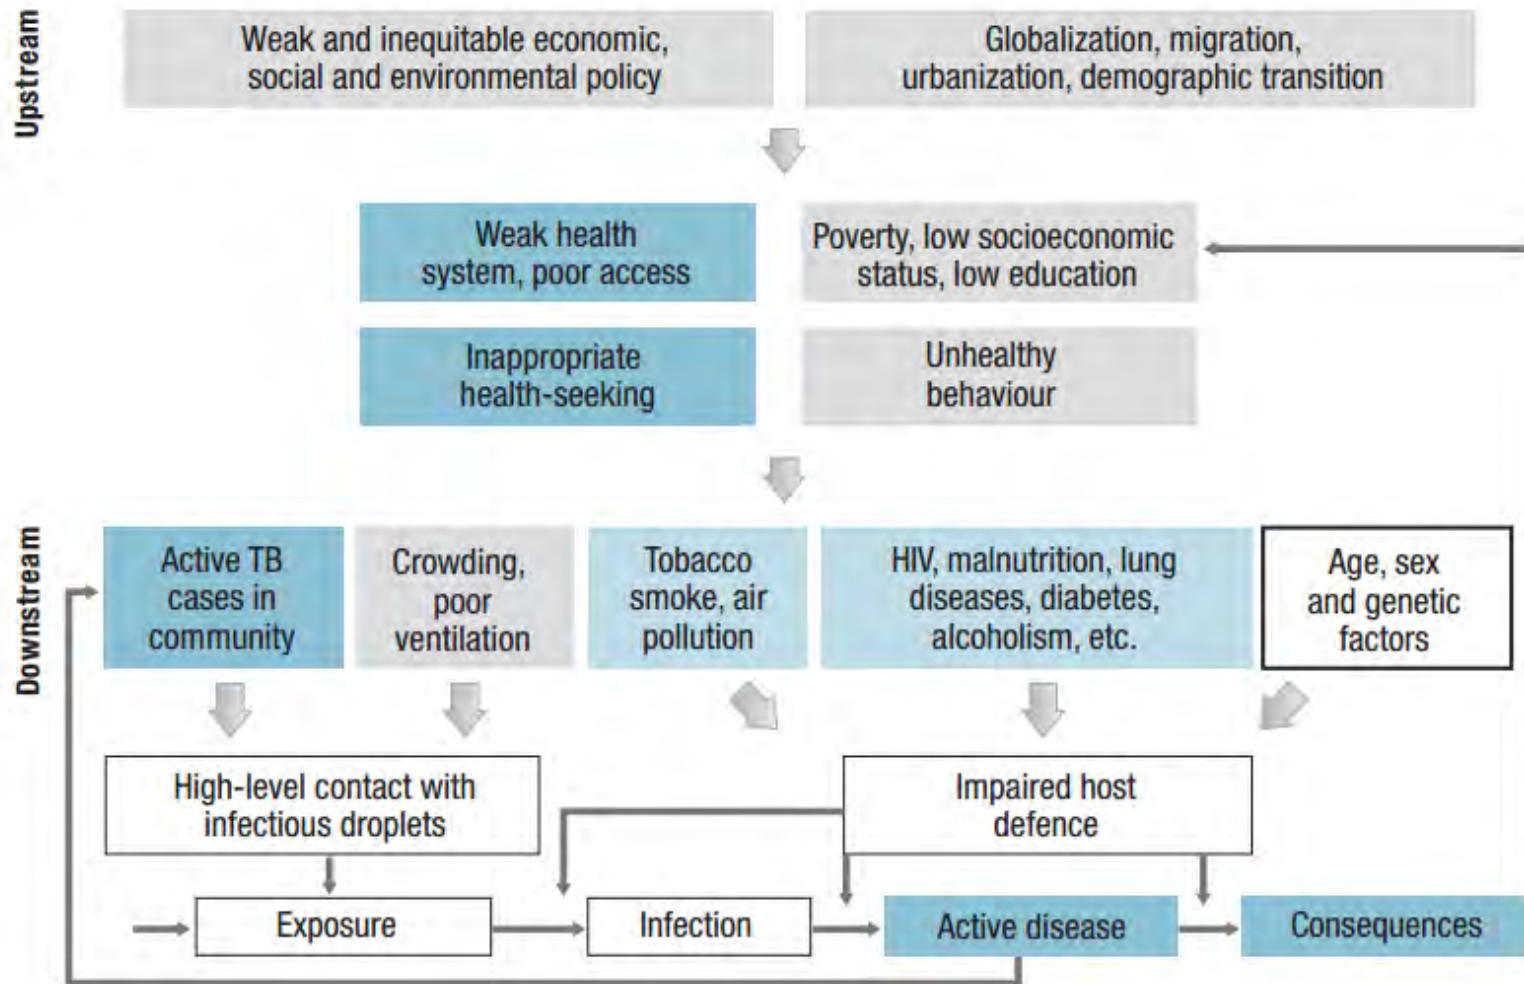 Upstream
Weak and inequitable economic,
social and environmental policy
Globalization, migration,
urbanization, demographic transition
Weak health
system, poor access
Poverty, low socioeconomic
status, low education
Inappropriate
health-seeking
Unhealthy
behaviour
Downstream
Active TB
cases in
community
Crowding,
poor
ventilation
Tobacco
smoke, air
pollution
HIV, malnutrition, lung
diseases, diabetes,
alcoholism, etc.
Age, sex
and genetic
factors
High-level contact with
infectious droplets
Impaired host
defence
Exposure
Infection
Active disease
Consequences